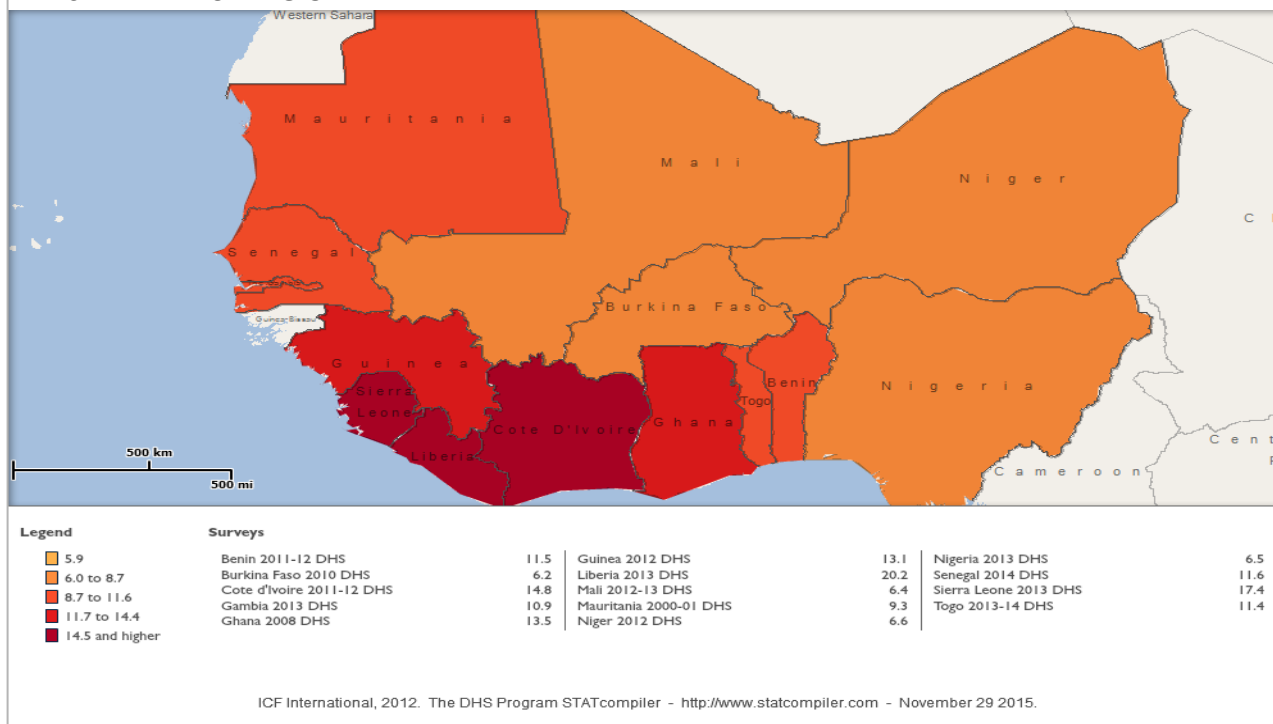 Western Sahara
Mauritania
Mali
Niger
C
Senegal
Burkina Faso
Guinea-Bissau
Guinea
Benin
Nigeria
Sierra
Leone
Togo
Ghana
Cote D'Ivoire
Liberia
Cent
Cameroon
500 km
500 mi
Legend
5.9
6.0 to 8.7
8.7 to 11.6
11.7 to 14.4
14.5 and higher
Surveys
Benin 2011-12 DHS 11.5
Burkina Faso 2010 DHS 6.2
Cote d'Ivoire 2011-12 DHS 14.8
Gambia 2013 DHS 10.9
Ghana 2008 DHS 13.5
Guinea 2012 DHS 13.1
Liberia 2013 DHS 20.2
Mali 2012-13 DHS 6.4
Mauritania 2000-01 DHS 9.3
Niger 2012 DHS 6.6
Nigeria 2013 DHS 6.5
Senegal 2014 DHS 11.6
Sierra Leone 2013 DHS 17.4
Togo 2013-14 DHS 11.4
ICF International, 2012. The DHS Program STATcompiler - http://www.statcompiler.com - November 29 2015.